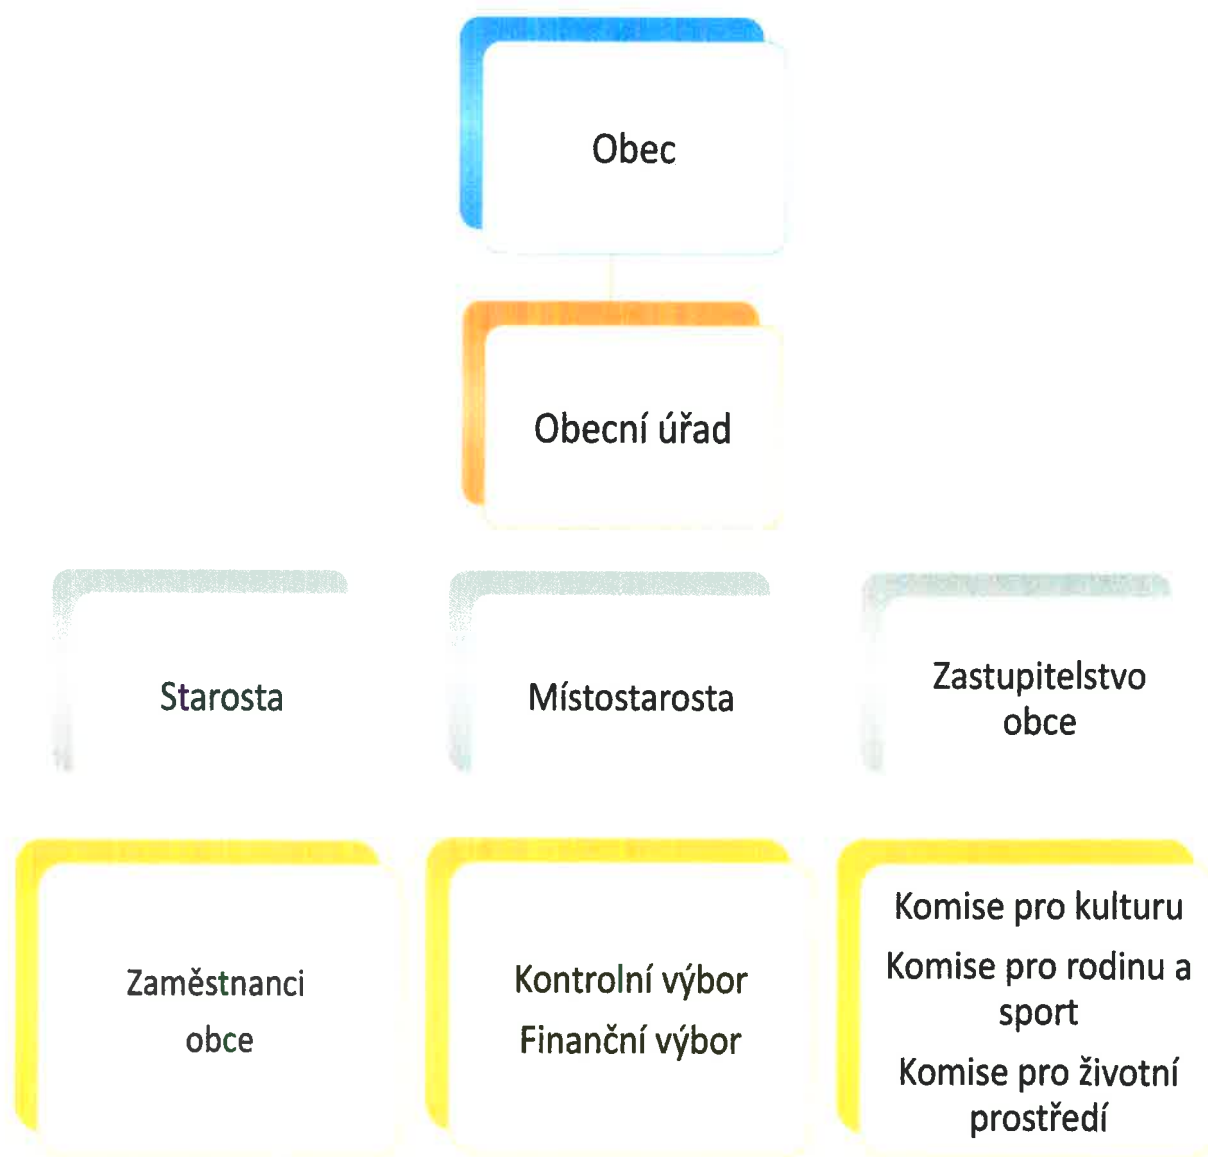 Obec
Obecní úřad
Starosta
Místostarosta
Zastupitelstvo
obce
Zaměstnanci
obce
Kontrolní výbor
Finanční výbor
Komise pro kulturu
Komise pro rodinu a
sport
Komise pro životní
prostředí